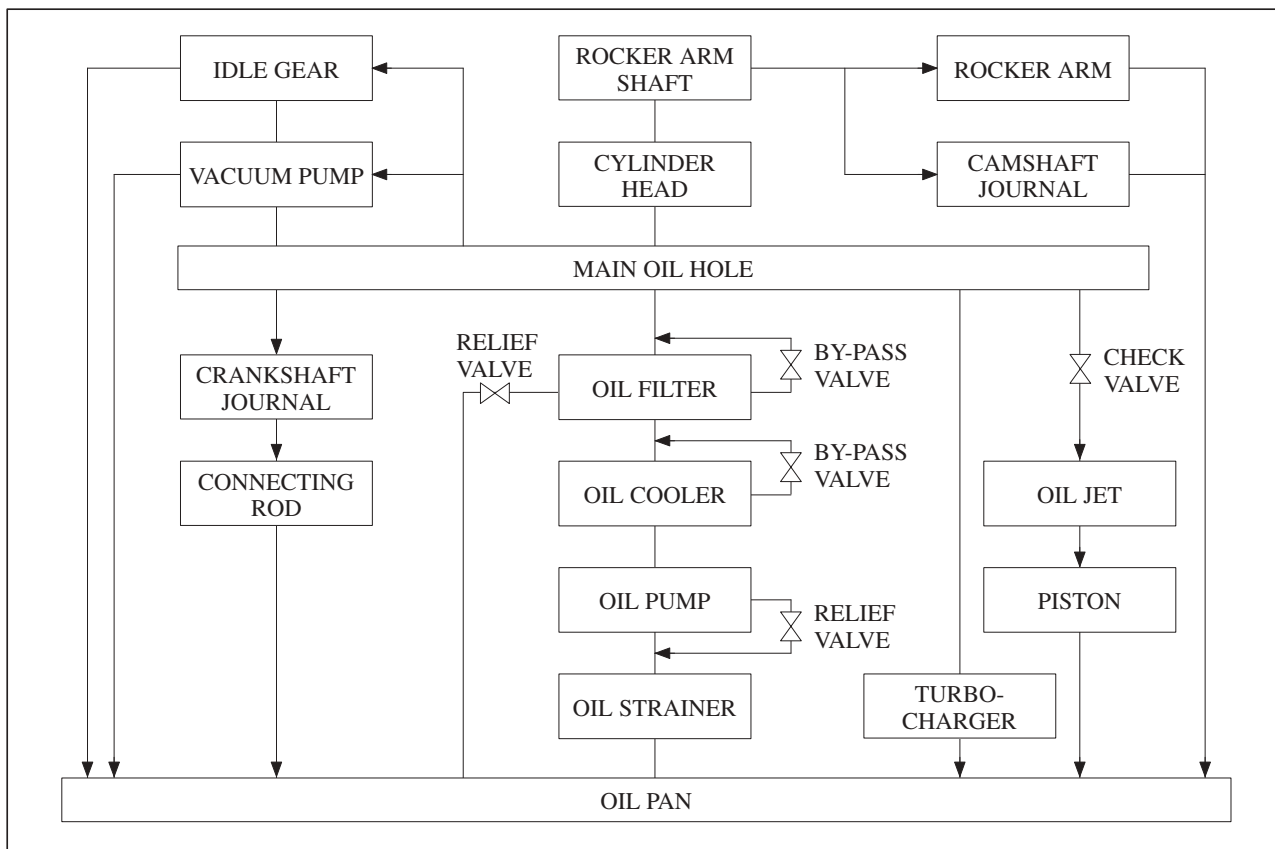 IDLE GEAR
ROCKER ARM
SHAFT
ROCKER ARM
VACUUM PUMP
CYLINDER
HEAD
CAMSHAFT
JOURNAL
MAIN OIL HOLE
RELIEF
VALVE
BY-PASS
VALVE
CHECK
VALVE
CRANKSHAFT
JOURNAL
OIL FILTER
BY-PASS
VALVE
CONNECTING
ROD
OIL COOLER
OIL JET
OIL PUMP
RELIEF
VALVE
PISTON
OIL STRAINER
TURBO-
CHARGER
OIL PAN